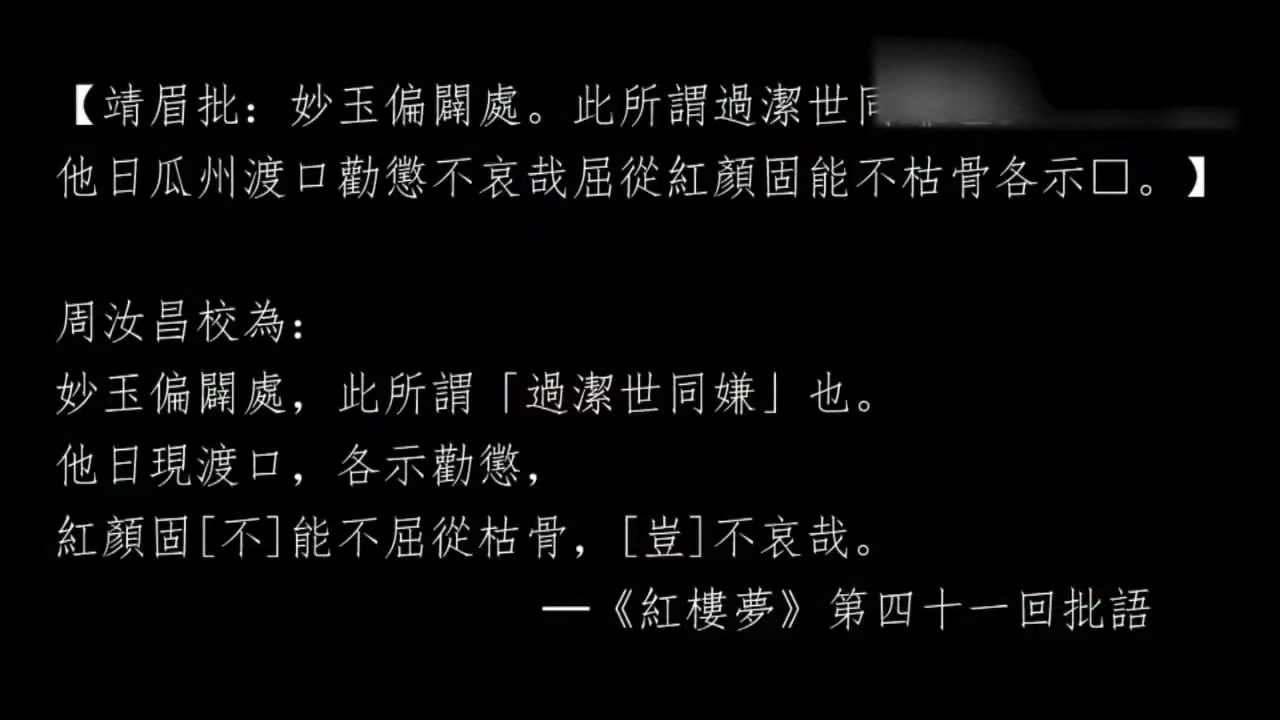 【靖眉批：妙玉偏闢處。此所謂過潔世同
他日瓜州渡口勸懲不哀哉屈從紅顏固能不枯骨各示□。】
周汝昌校為：
妙玉偏闢處，此所謂「過潔世同嫌」也。
他日現渡口，各示勸懲，
紅顏固[不]能不屈從枯骨，[豈]不哀哉。
—《紅樓夢》第四十一回批語